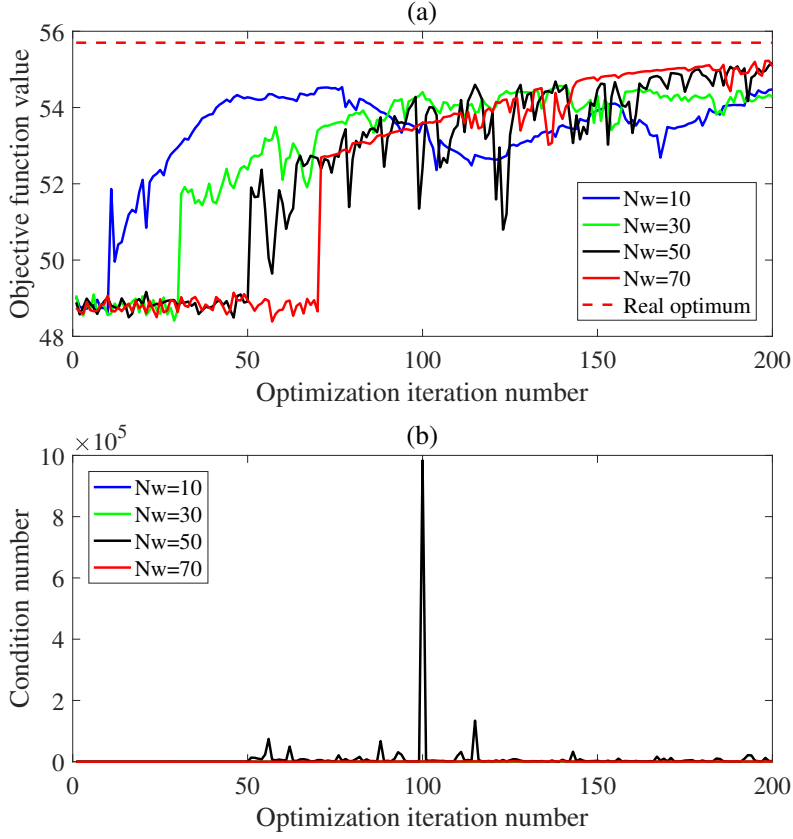 (a)
56
54
52
50
48
Objective function value
Nw=10
Nw=30
Nw=50
Nw=70
Real optimum
0
50
100
150
200
Optimization iteration number
(b)
×10⁵
10
8
6
4
2
0
Condition number
Nw=10
Nw=30
Nw=50
Nw=70
0
50
100
150
200
Optimization iteration number